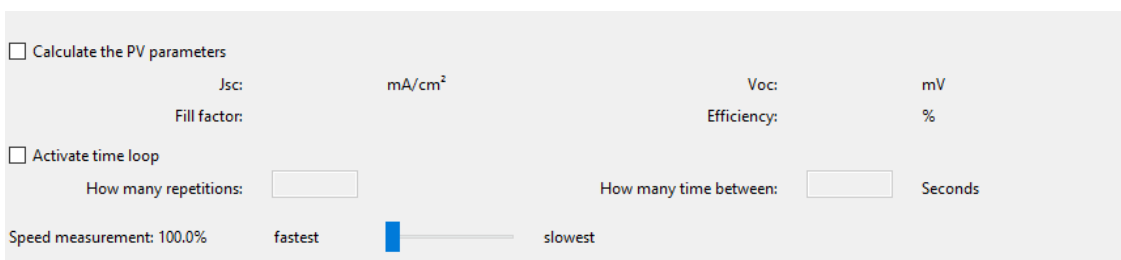 Calculate the PV parameters
Jsc: mA/cm² Voc: mV
Fill factor: Efficiency: %
Activate time loop
How many repetitions: How many time between: Seconds
Speed measurement: 100.0% fastest slowest